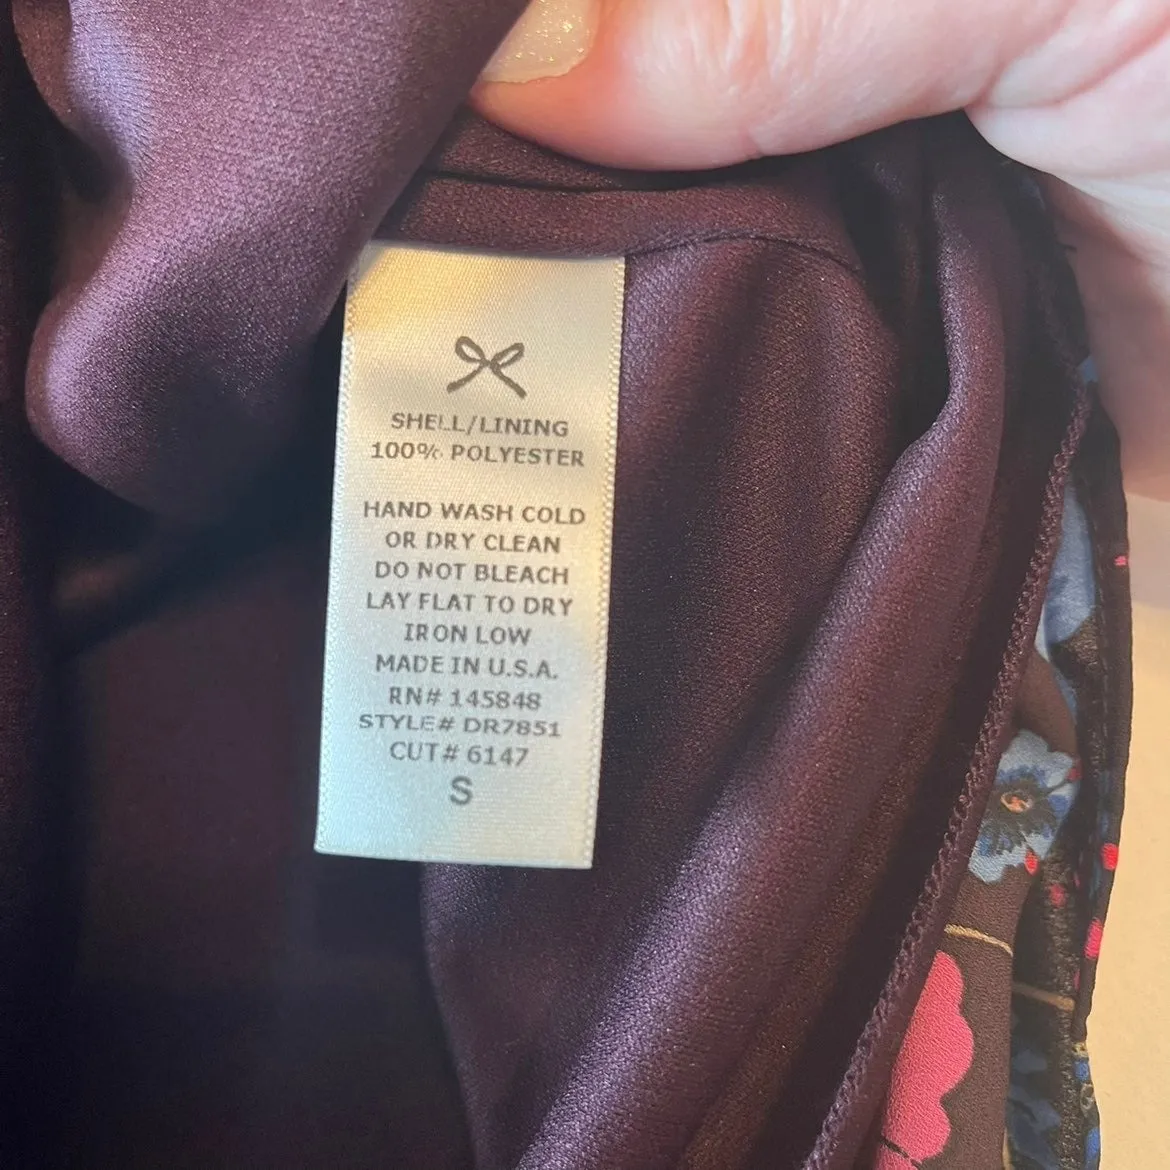 SHELL/LINING
100% POLYESTER
HAND WASH COLD
OR DRY CLEAN
DO NOT BLEACH
LAY FLAT TO DRY
IRON LOW
MADE IN U.S.A.
RN# 145848
STYLE# DR7851
CUT# 6147
S